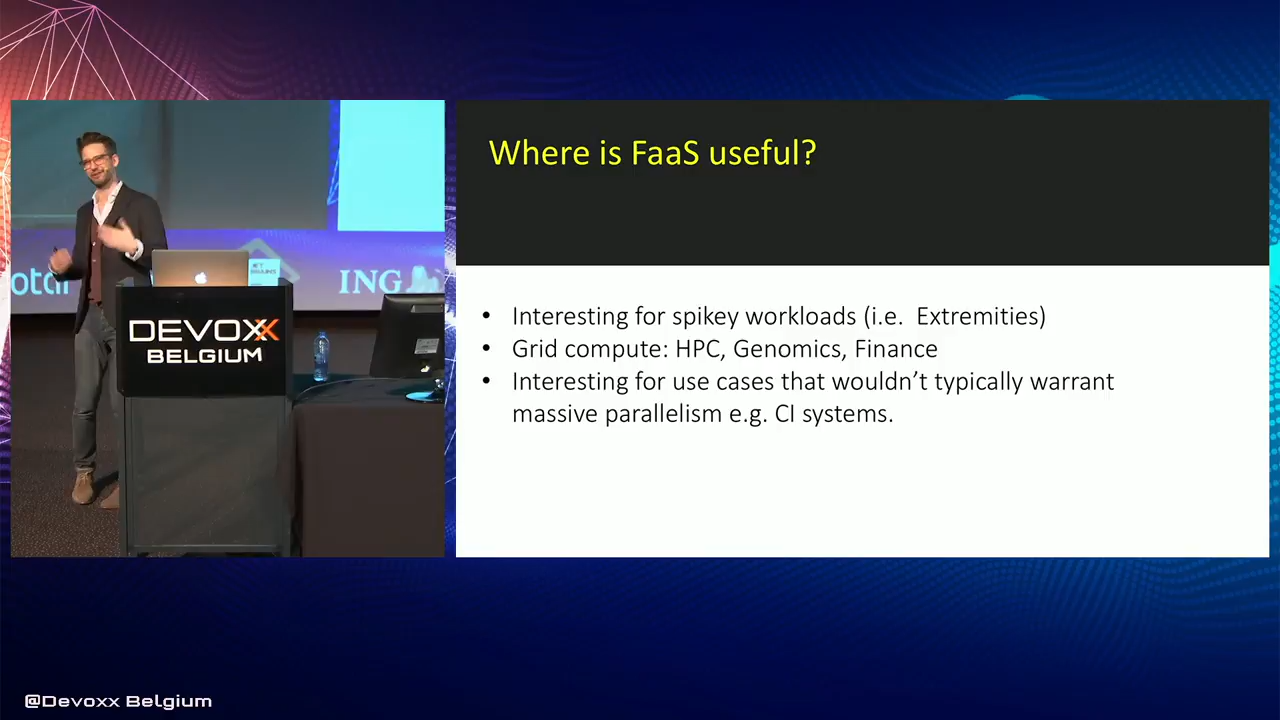 Where is FaaS useful?
otal
ING
DEVOXX
BELGIUM
• Interesting for spikey workloads (i.e. Extremities)
• Grid compute: HPC, Genomics, Finance
• Interesting for use cases that wouldn't typically warrant
massive parallelism e.g. CI systems.
@Devoxx Belgium